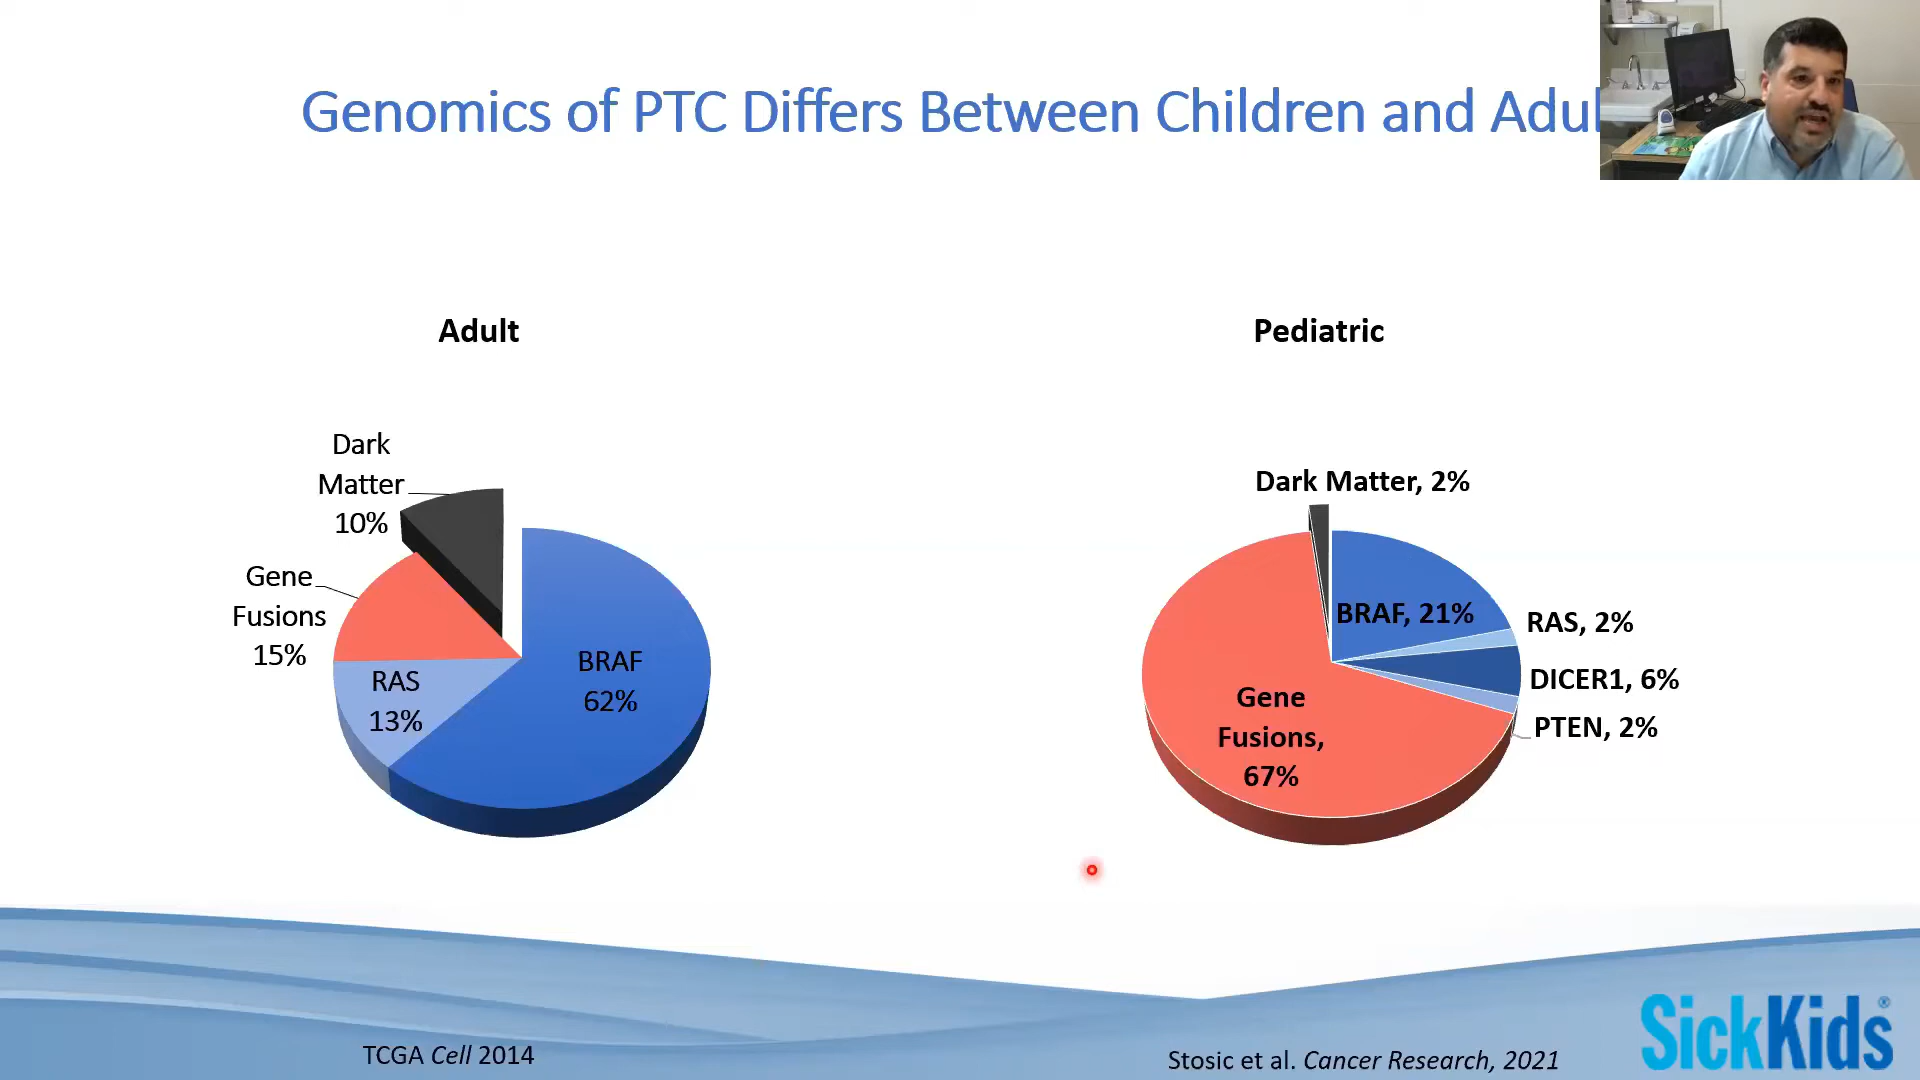 Genomics of PTC Differs Between Children and Adul
Adult
Pediatric
Dark
Matter
10%
Gene
Fusions
15%
RAS
13%
BRAF
62%
Dark Matter, 2%
BRAF, 21%
RAS, 2%
DICER1, 6%
PTEN, 2%
Gene
Fusions,
67%
TCGA Cell 2014
Stosic et al. Cancer Research, 2021
SickKids®